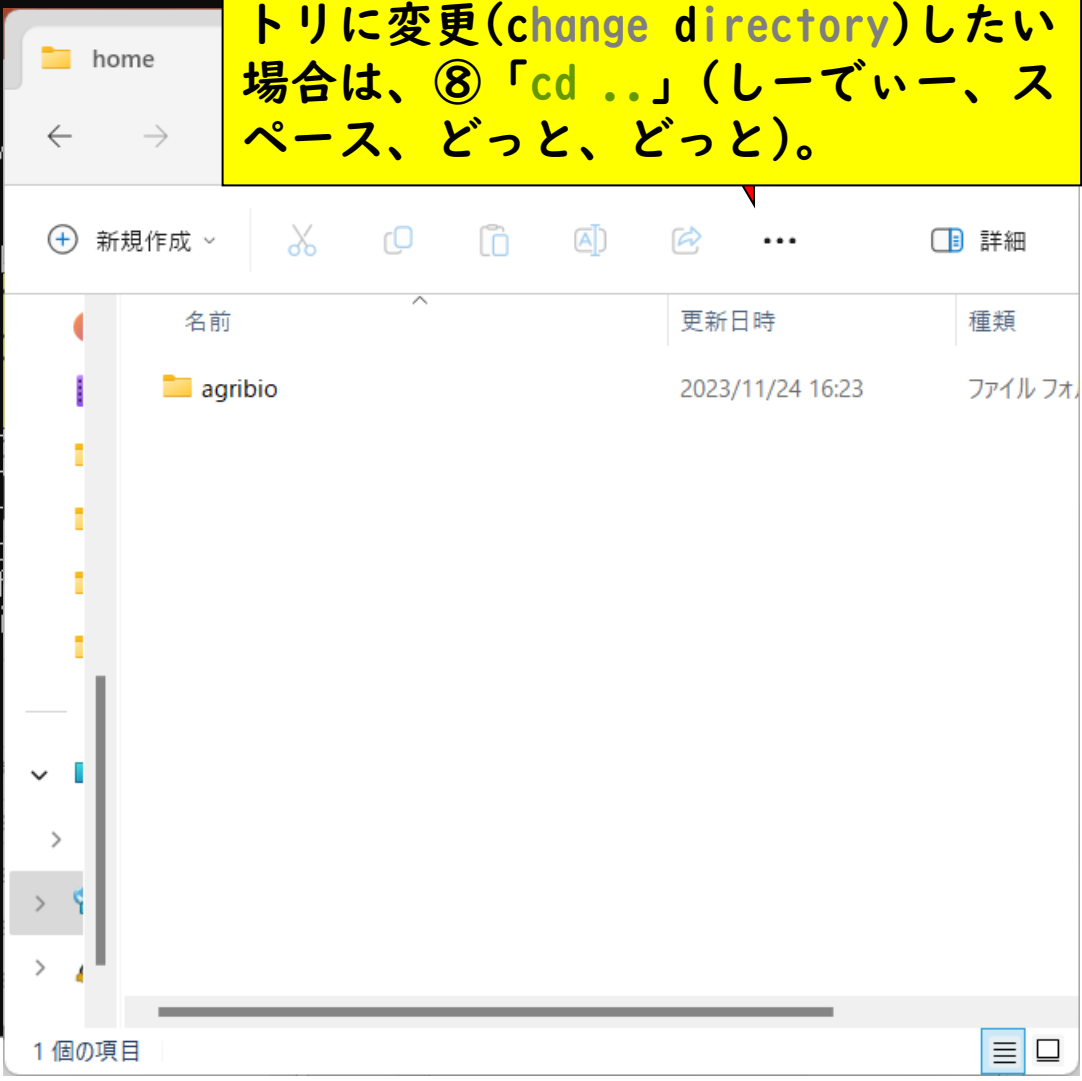 トリに変更(change directory)したい
場合は、⑧「cd ..」(しーでぃー、ス
ペース、どっと、どっと)。
home
新規作成
詳細
名前 更新日時 種類
agribio 2023/11/24 16:23 ファイル フォ
1 個の項目